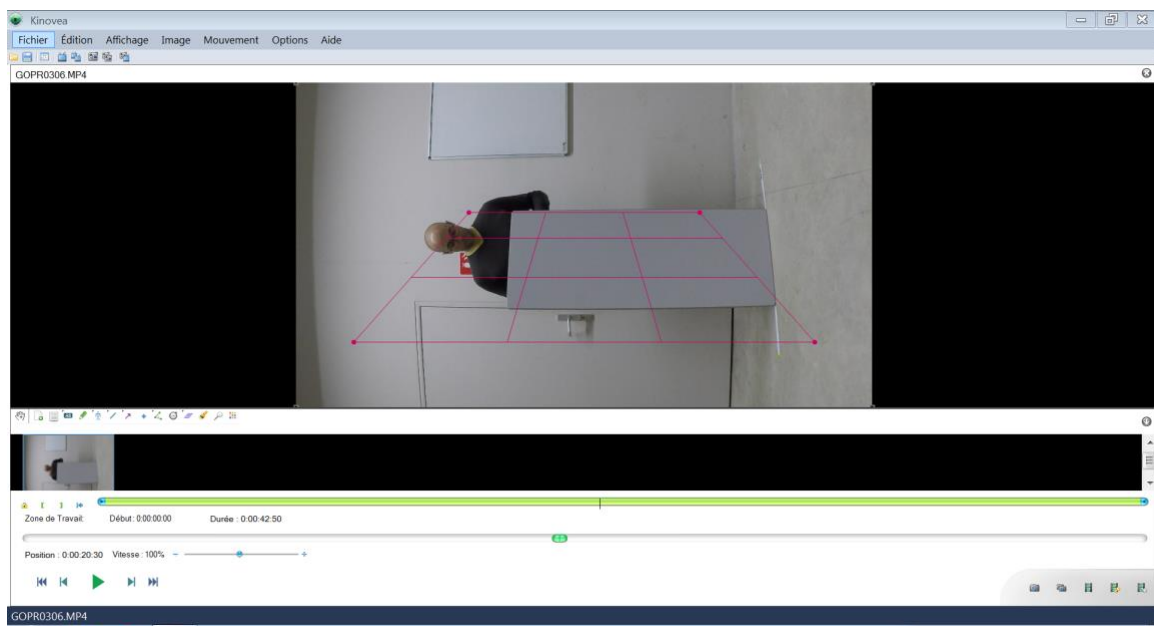 Kinovea
Fichier Édition Affichage Image Mouvement Options Aide
GOPR0306.MP4
Zone de Travail: Début : 0:00:00:00 Durée : 0:00:42:50
Position : 0:00:20:30 Vitesse : 100%
GOPR0306.MP4